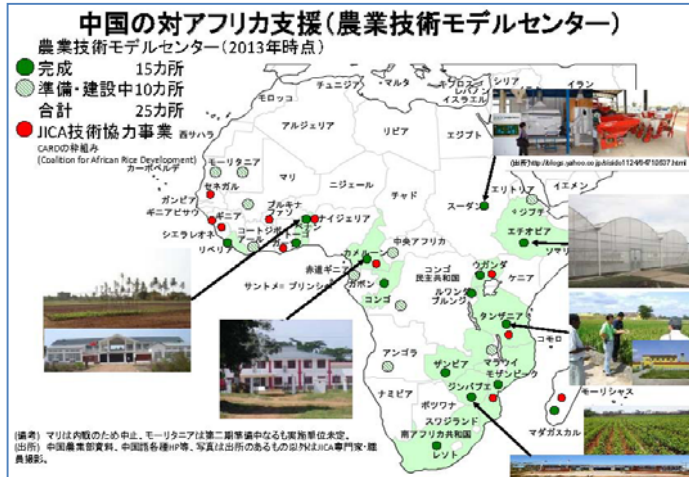 中国の対アフリカ支援(農業技術モデルセンター)
農業技術モデルセンター(2013年時点)
完成 15カ所
準備・建設中10カ所
合計 25カ所
JICA技術協力事業
CARDの枠組み
(Coalition for African Rice Development)
チュニジア
マルタ
キプロス
シリア
レバノン
イスラエル
イラン
モロッコ
アルジェリア
リビア
エジプト
西サハラ
カーボベルデ
モーリタニア
マリ
ニジェール
チャド
スーダン
エリトリア
イエメン
ジブチ
セネガル
ガンビア
ギニアビサウ
ギニア
ブルキナ
ファソ
ナイジェリア
シエラレオネ
コートジボ
アール
トーゴ
リベリア
エチオピア
カメルーン
中央アフリカ
赤道ギニア
サントメ・プリンシペ
ガボン
コンゴ
コンゴ
民主共和国
ウガンダ
ケニア
ルワンダ
ブルンジ
タンザニア
コモロ
アンゴラ
ザンビア
マラウイ
モザンビーク
ジンバブエ
モーリシャス
ナミビア
ボツワナ
マダガスカル
スワジランド
南アフリカ共和国
レソト
(備考) マリは内戦のため中止。モーリタニアは第二期準備中なるも実施単位未定。
(出所) 中国農業部資料、中国語各種HP等、写真は出所のあるもの以外はJICA専門家・職
員撮影。